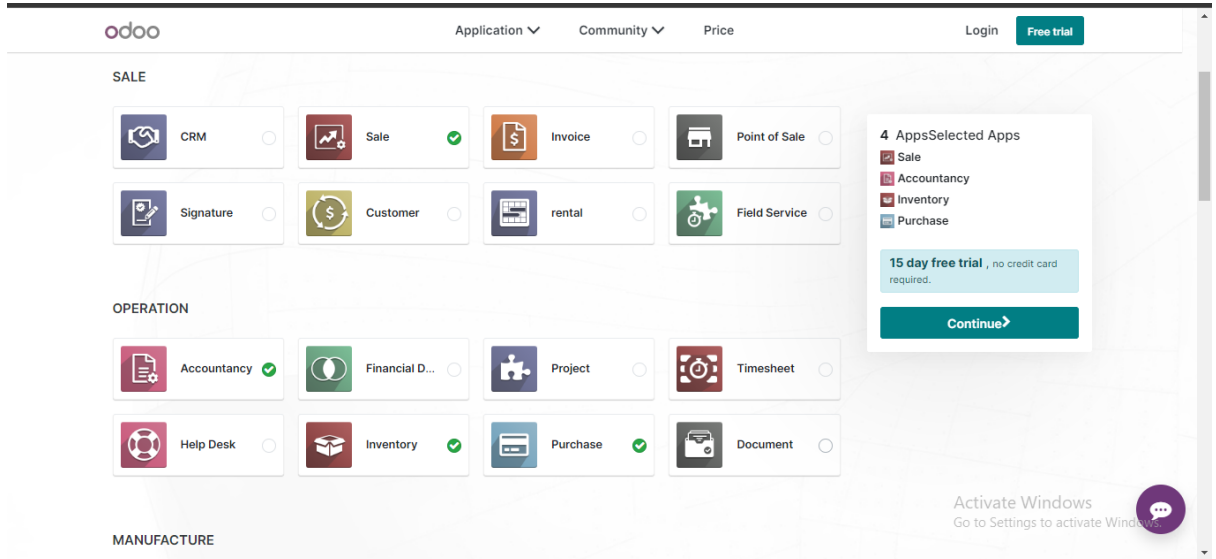 odoo Application Community Price Login Free trial
SALE
CRM Sale Invoice Point of Sale
Signature Customer rental Field Service
OPERATION
Accountancy Financial D... Project Timesheet
Help Desk Inventory Purchase Document
MANUFACTURE
4 AppsSelected Apps
Sale
Accountancy
Inventory
Purchase
15 day free trial , no credit card
required.
Continue
Activate Windows
Go to Settings to activate Windows.